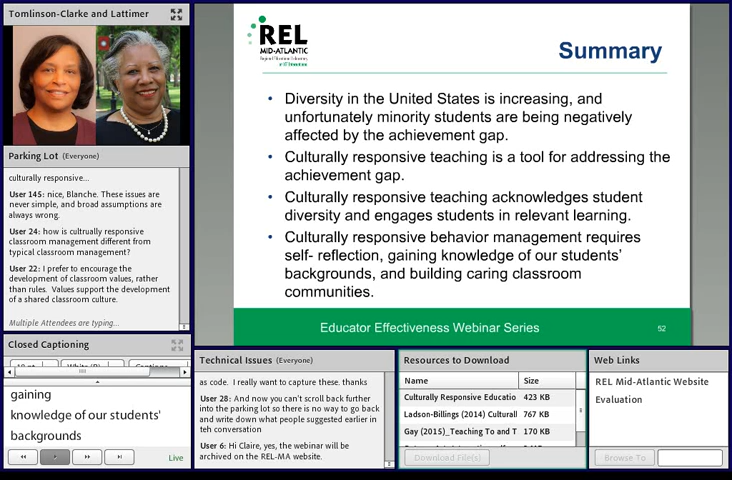 Tomlinson-Clarke and Lattimer
REL
MID-ATLANTIC
Summary
• Diversity in the United States is increasing, and
unfortunately minority students are being negatively
affected by the achievement gap.
• Culturally responsive teaching is a tool for addressing the
achievement gap.
• Culturally responsive teaching acknowledges student
diversity and engages students in relevant learning.
• Culturally responsive behavior management requires
self- reflection, gaining knowledge of our students'
backgrounds, and building caring classroom
communities.
Educator Effectiveness Webinar Series
52
Parking Lot (Everyone)
culturally responsive...
User 145: nice, Blanche. These issues are
never simple, and broad assumptions are
always wrong.
User 24: how is cultrually responsive
classroom management different from
typical classroom management?
User 22: I prefer to encourage the
development of classroom values, rather
than rules. Values support the development
of a shared classroom culture.
Multiple Attendees are typing...
Closed Captioning
gaining
knowledge of our students'
backgrounds
Live
Technical Issues (Everyone)
as code. I really want to capture these. thanks
User 28: And now you can't scroll back further
into the parking lot so there is no way to go back
and write down what people suggested earlier in
teh conversation
User 6: Hi Claire, yes, the webinar will be
archived on the REL-MA website.
Resources to Download
Name Size
Culturally Responsive Educatio 423 KB
Ladson-Billings (2014) Culturall 767 KB
Gay (2015)_Teaching To and T 170 KB
Download File(s)
Web Links
REL Mid-Atlantic Website
Evaluation
Browse To